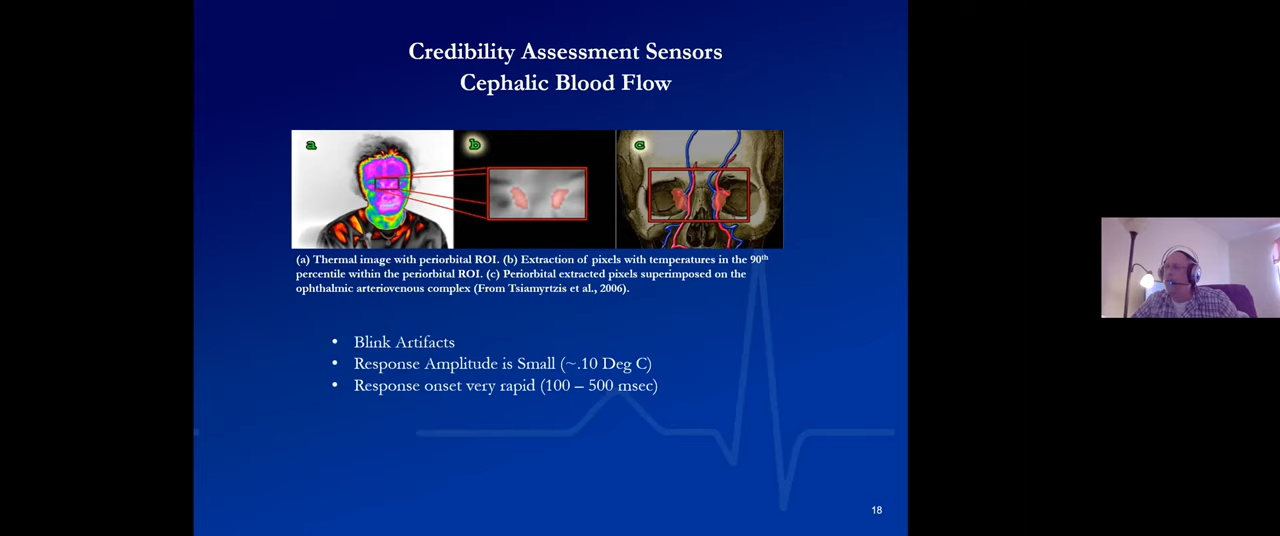 Credibility Assessment Sensors
Cephalic Blood Flow
a
b
c
(a) Thermal image with periorbital ROI. (b) Extraction of pixels with temperatures in the 90th
percentile within the periorbital ROI. (c) Periorbital extracted pixels superimposed on the
ophthalmic arteriovenous complex (From Tsiamyrtzis et al., 2006).
• Blink Artifacts
• Response Amplitude is Small (~.10 Deg C)
• Response onset very rapid (100 – 500 msec)
18